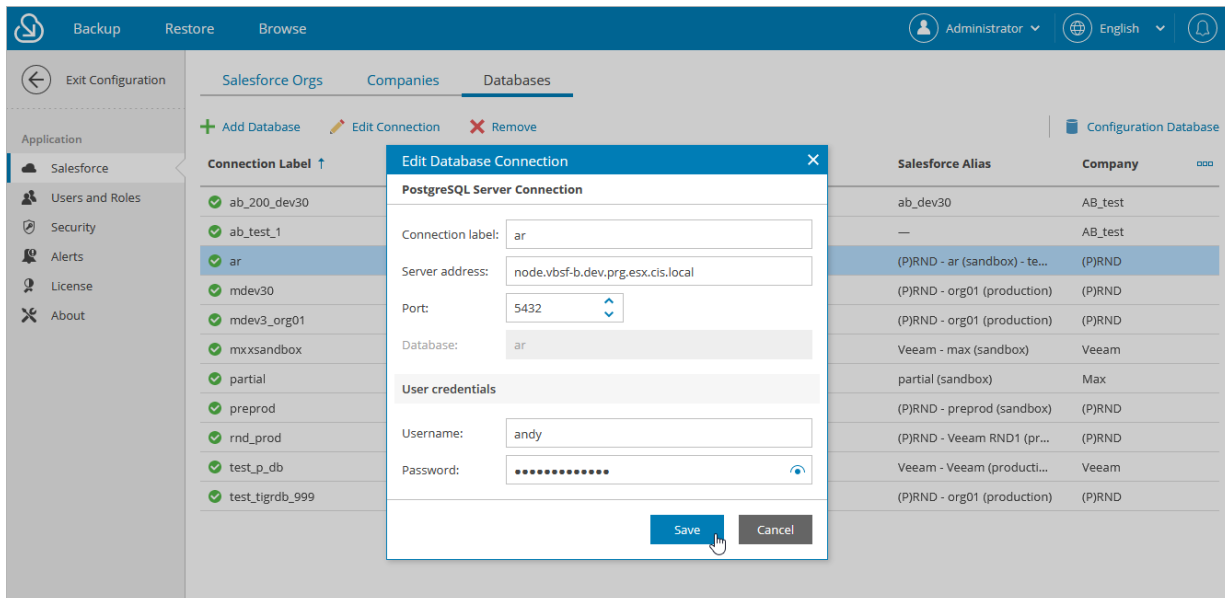 Backup Restore Browse Administrator English
Exit Configuration Salesforce Orgs Companies Databases
Add Database Edit Connection Remove Configuration Database
Application
Salesforce
Users and Roles
Security
Alerts
License
About
Connection Label ↑ Salesforce Alias Company
ab_200_dev30 ab_dev30 AB_test
ab_test_1 — AB_test
ar (P)RND - ar (sandbox) - te... (P)RND
mdev30 (P)RND - org01 (production) (P)RND
mdev3_org01 (P)RND - org01 (production) (P)RND
mxxsandbox Veeam - max (sandbox) Veeam
partial partial (sandbox) Max
preprod (P)RND - preprod (sandbox) (P)RND
rnd_prod (P)RND - Veeam RND1 (pr... (P)RND
test_p_db Veeam - Veeam (producti... Veeam
test_tigrdb_999 (P)RND - org01 (production) (P)RND
Edit Database Connection
PostgreSQL Server Connection
Connection label: ar
Server address: node.vbsf-b.dev.prg.esx.cis.local
Port: 5432
Database: ar
User credentials
Username: andy
Password: •••••••••••••
Save Cancel